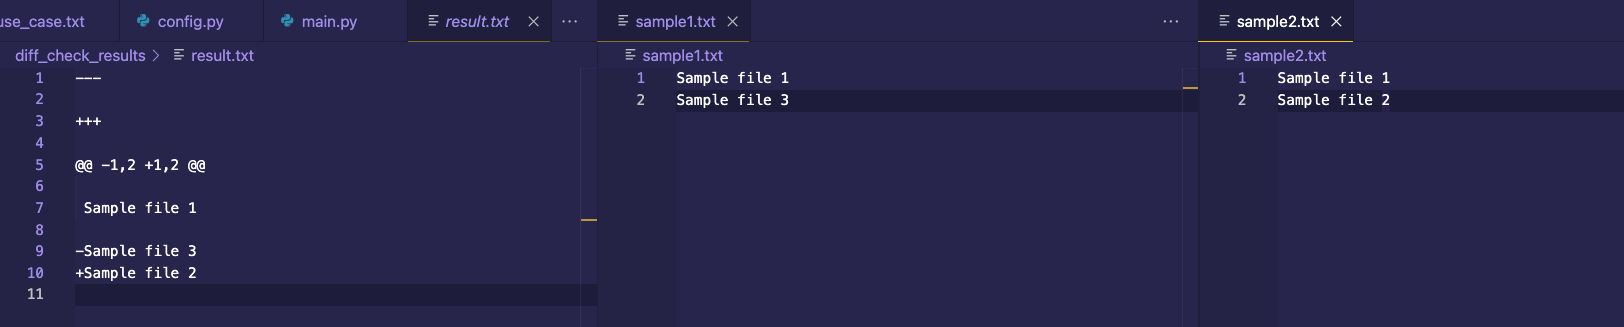 use_case.txt config.py main.py result.txt × ··· sample1.txt × ··· sample2.txt ×
diff_check_results > result.txt
1 ---
2
3 +++
4
5 @@ -1,2 +1,2 @@
6
7 Sample file 1
8
9 -Sample file 3
10 +Sample file 2
11
sample1.txt
1 Sample file 1
2 Sample file 3
sample2.txt
1 Sample file 1
2 Sample file 2